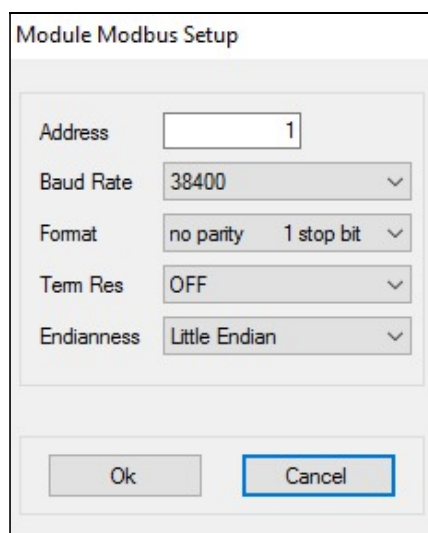 Module Modbus Setup
Address 1
Baud Rate 38400
Format no parity 1 stop bit
Term Res OFF
Endianness Little Endian
Ok Cancel